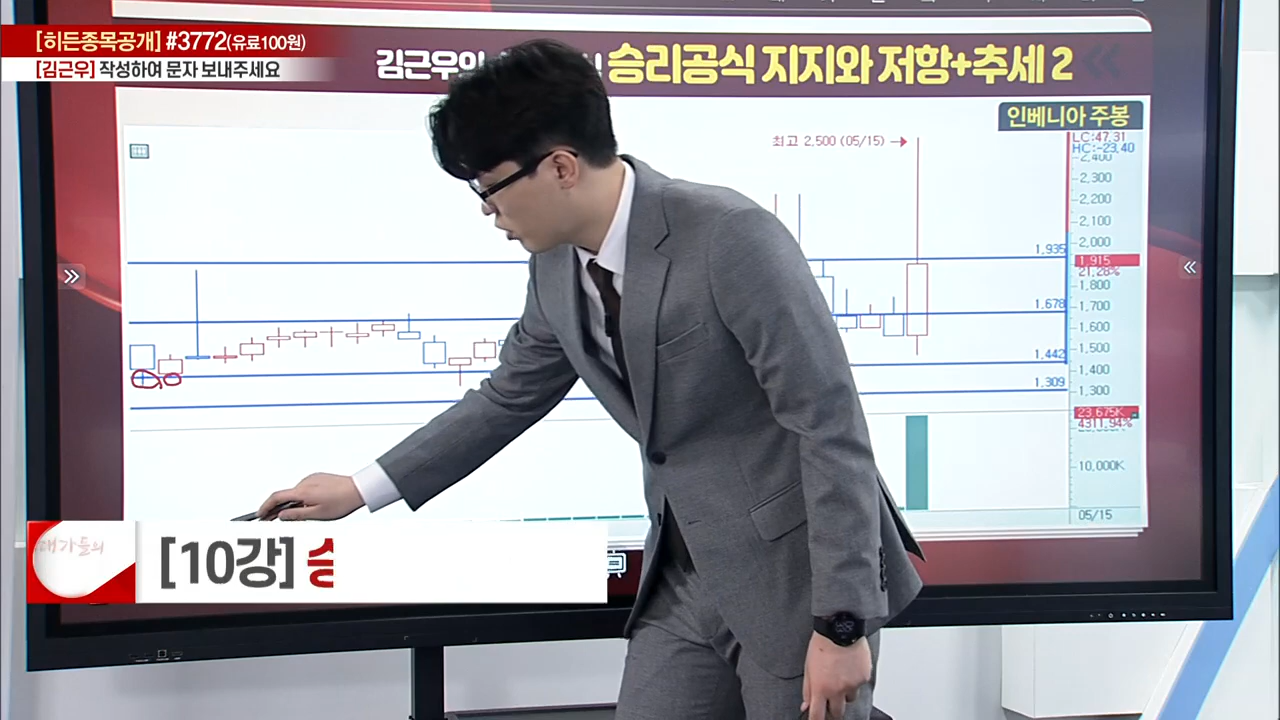 [히든종목공개] #3772(유료100원)
[김근우] 작성하여 문자 보내주세요
김근우의
승리공식 지지와 저항+추세 2
인베니아 주봉
최고 2,500 (05/15)
LC:47.31
HC:-23.40
2,400
2,300
2,200
2,100
2,000
1,935
1,915
21.28%
1,800
1,700
1,678
1,600
1,500
1,442
1,400
1,309
1,300
23,675K
4311.94%
10,000K
05/15
대가들의
[10강] 승